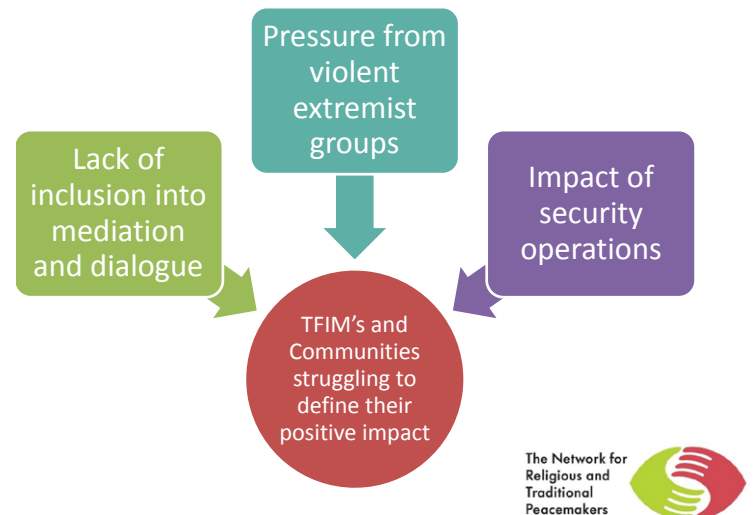 Pressure from
violent
extremist
groups
Lack of
inclusion into
mediation
and dialogue
Impact of
security
operations
TFIM’s and
Communities
struggling to
define their
positive impact
The Network for
Religious and
Traditional
Peacemakers